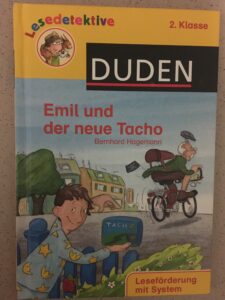 Lesedetektive
2. Klasse
DUDEN
Emil und
der neue Tacho
Bernhard Hagemann
TACHO
Leseförderung
mit System